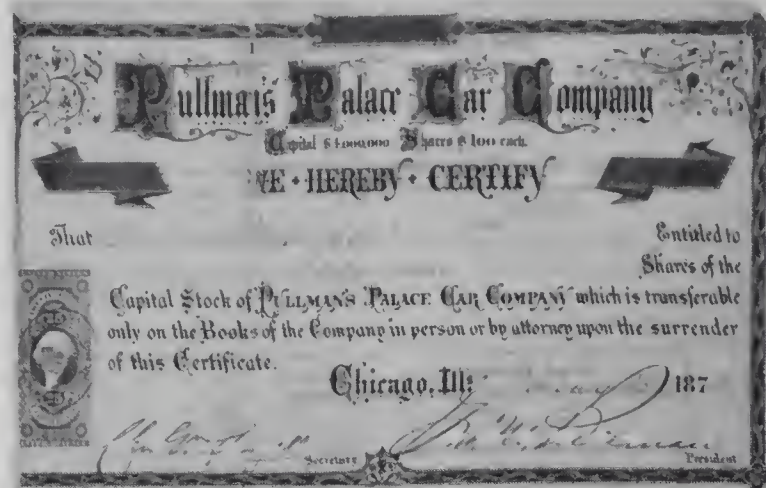 Pullman's Palace Car Company
Capital $ 1,000,000 Shares $ 100 each.
WE • HEREBY • CERTIFY
That Entitled to
Shares of the
Capital Stock of PULLMAN'S PALACE CAR COMPANY which is transferable
only on the Books of the Company in person or by attorney upon the surrender
of this Certificate.
Chicago, Ill. 187
Secretary President